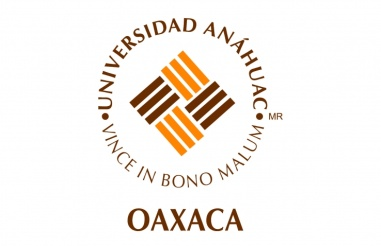 • UNIVERSIDAD ANÁHUAC •
VINCE IN BONO MALUM
MR
OAXACA